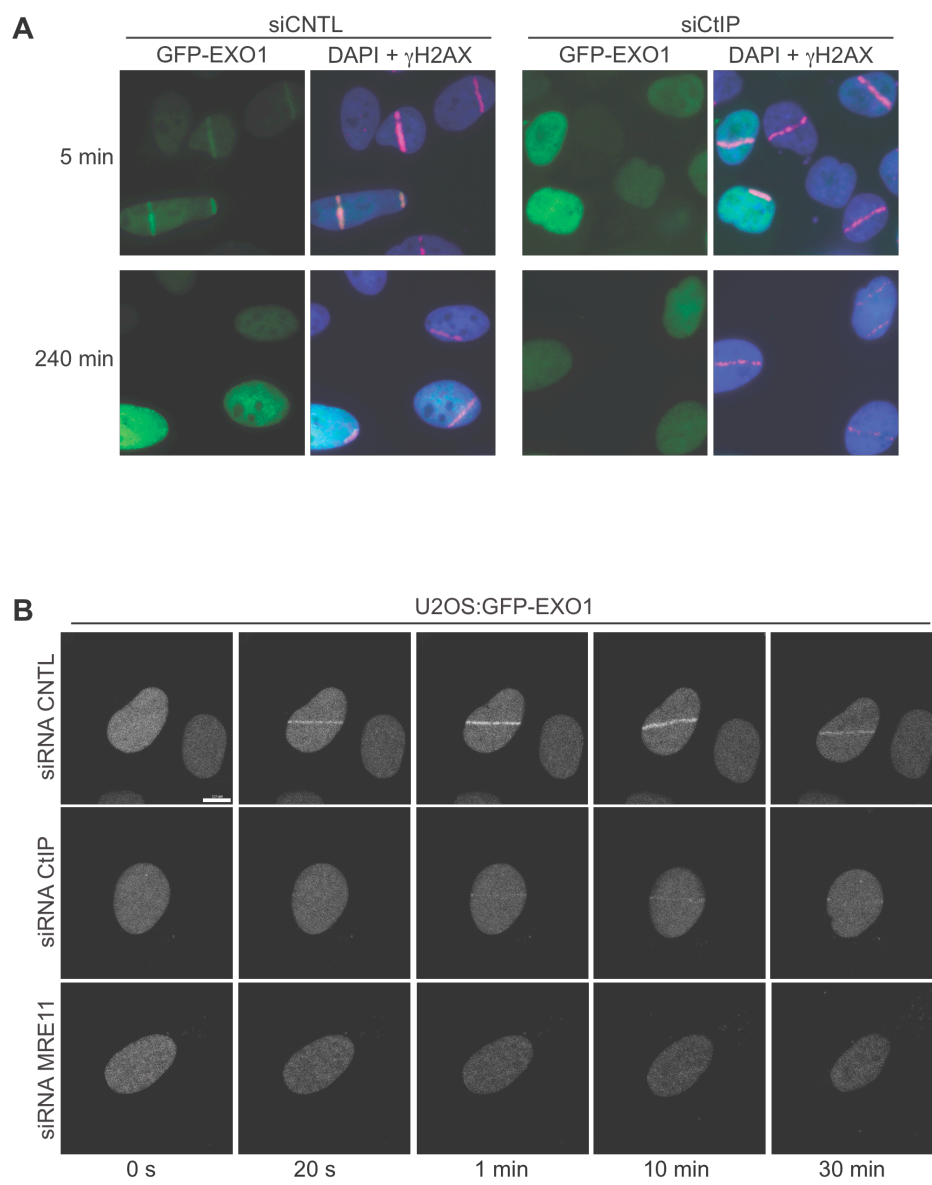 A
siCNTL
siCtIP
GFP-EXO1
DAPI + γH2AX
GFP-EXO1
DAPI + γH2AX
5 min
240 min
B
U2OS:GFP-EXO1
siRNA CNTL
siRNA CtIP
siRNA MRE11
0 s
20 s
1 min
10 min
30 min